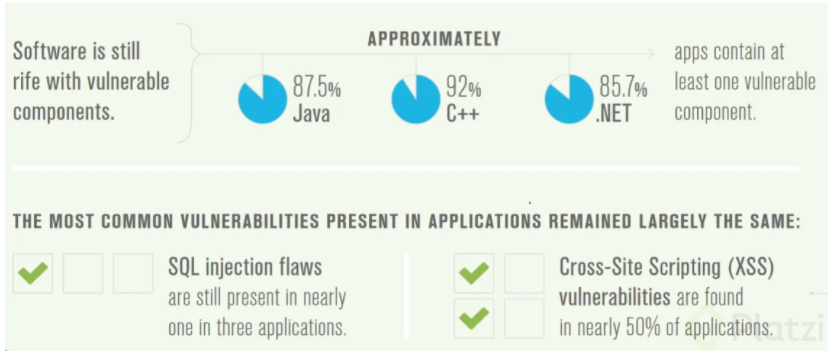 Software is still
rife with vulnerable
components.
APPROXIMATELY
87.5%
Java
92%
C++
85.7%
.NET
apps contain at
least one vulnerable
component.
THE MOST COMMON VULNERABILITIES PRESENT IN APPLICATIONS REMAINED LARGELY THE SAME:
SQL injection flaws
are still present in nearly
one in three applications.
Cross-Site Scripting (XSS)
vulnerabilities are found
in nearly 50% of applications.
Platzi